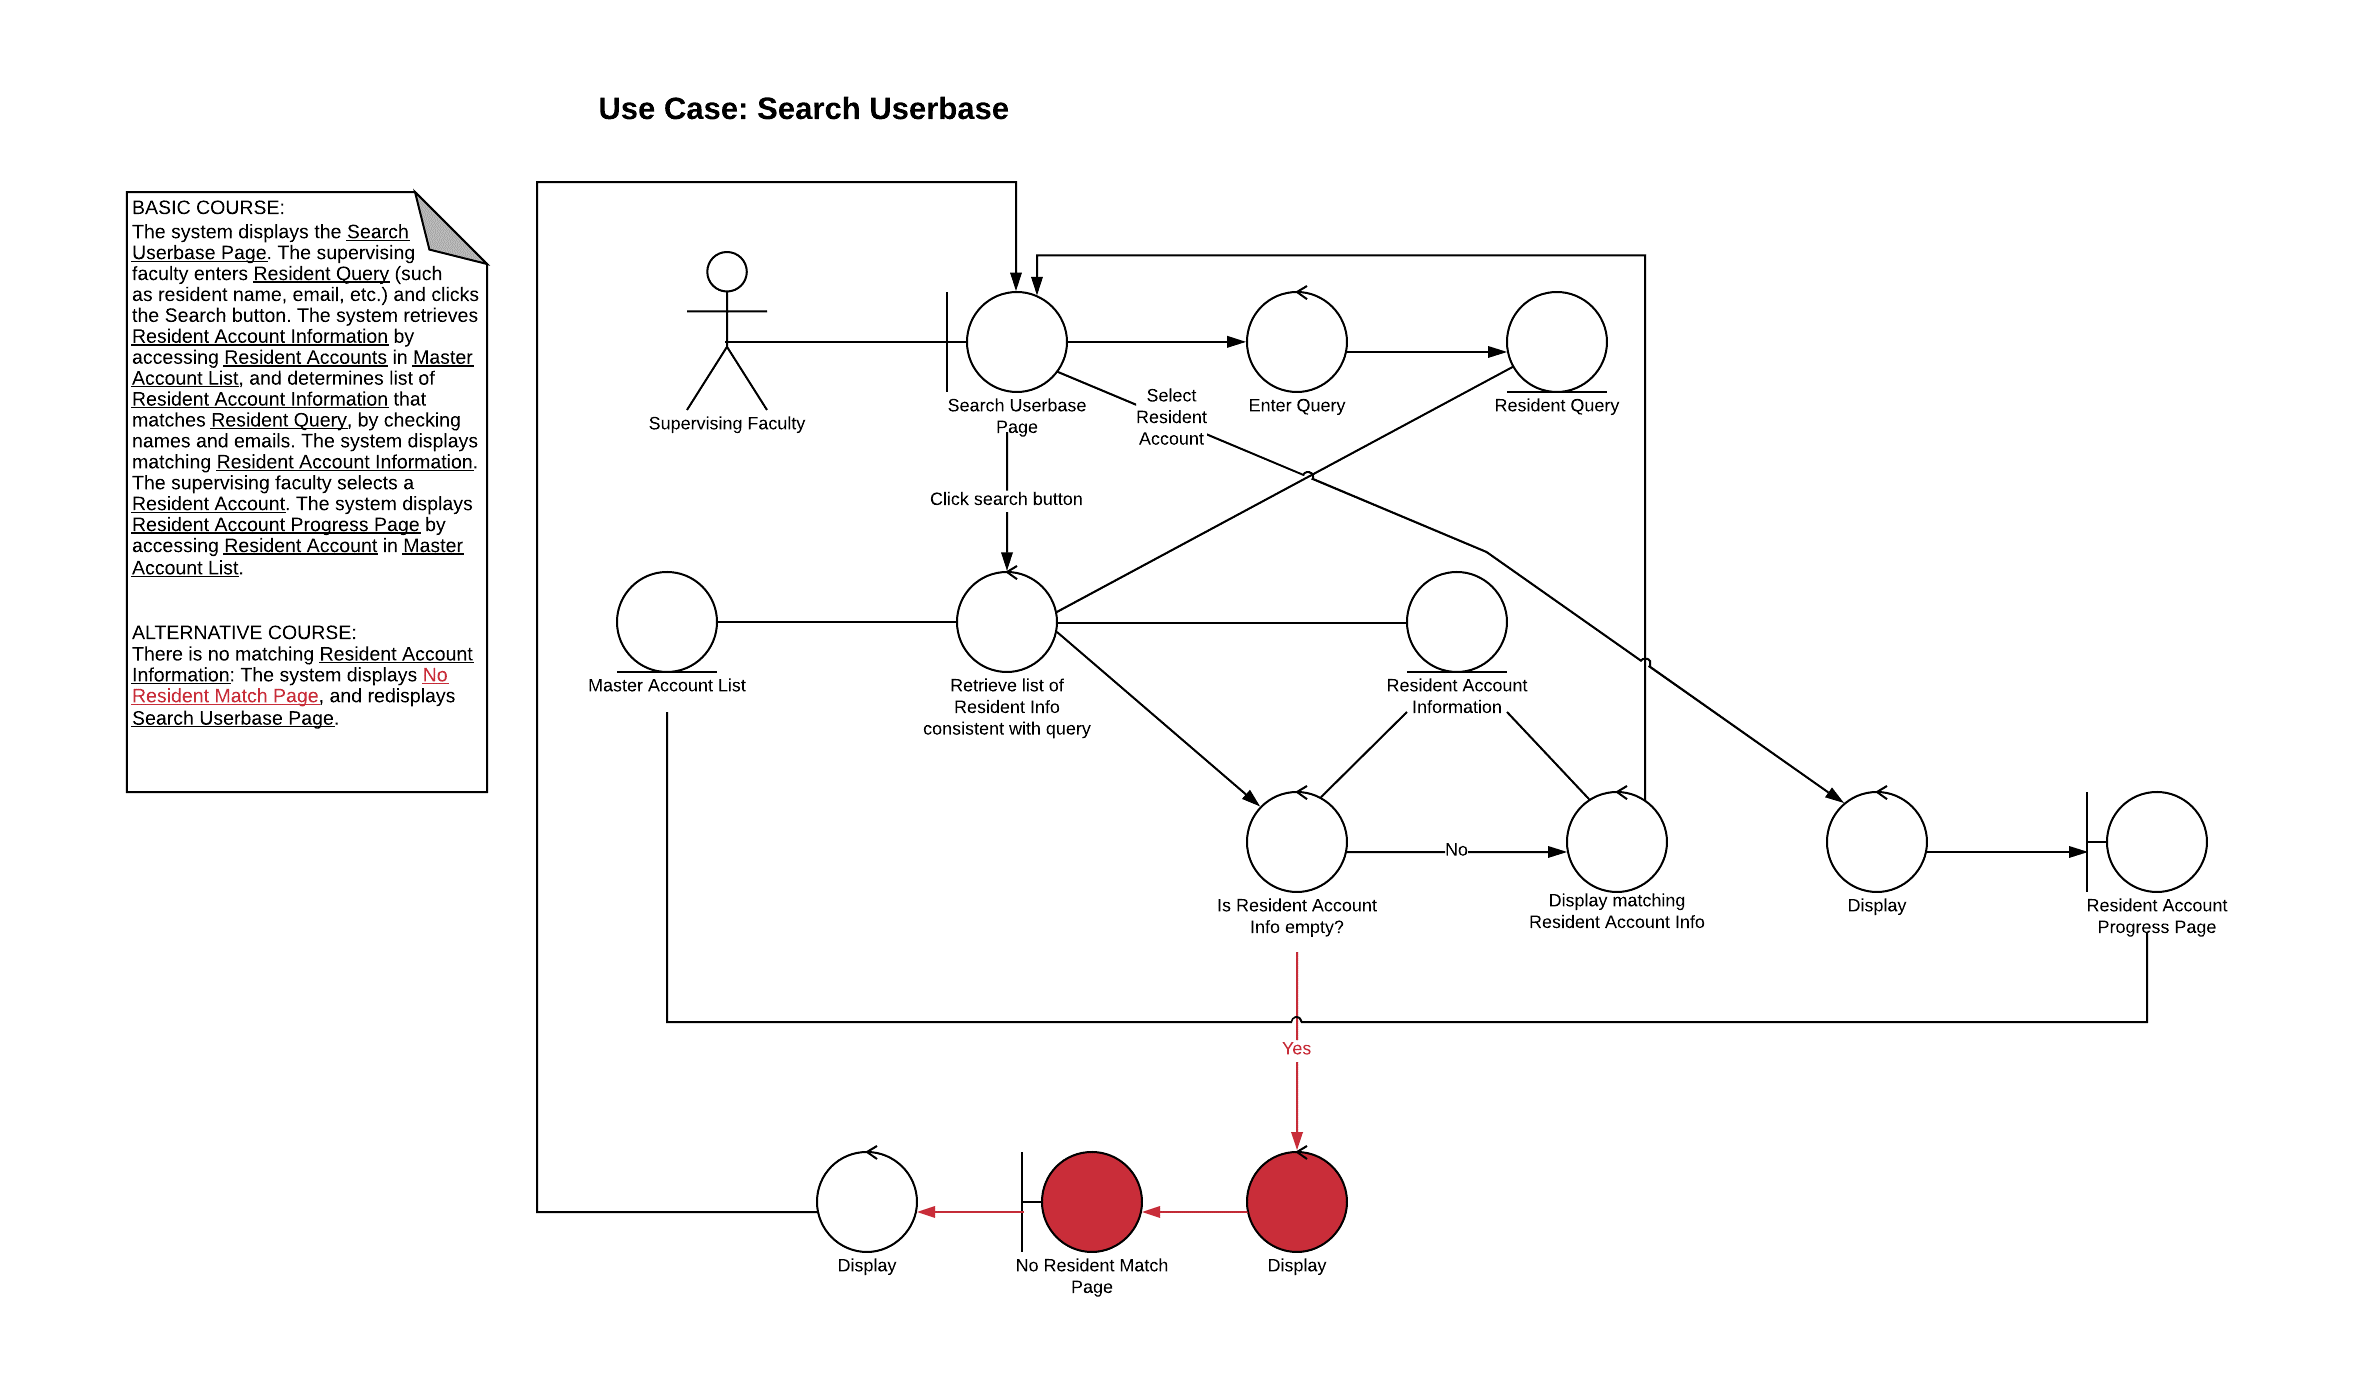 Use Case: Search Userbase
BASIC COURSE:
The system displays the Search
Userbase Page. The supervising
faculty enters Resident Query (such
as resident name, email, etc.) and clicks
the Search button. The system retrieves
Resident Account Information by
accessing Resident Accounts in Master
Account List, and determines list of
Resident Account Information that
matches Resident Query, by checking
names and emails. The system displays
matching Resident Account Information.
The supervising faculty selects a
Resident Account. The system displays
Resident Account Progress Page by
accessing Resident Account in Master
Account List.
ALTERNATIVE COURSE:
There is no matching Resident Account
Information: The system displays No
Resident Match Page, and redisplays
Search Userbase Page.
Supervising Faculty
Search Userbase
Page
Select
Resident
Account
Enter Query
Resident Query
Click search button
Master Account List
Retrieve list of
Resident Info
consistent with query
Resident Account
Information
Is Resident Account
Info empty?
No
Display matching
Resident Account Info
Display
Resident Account
Progress Page
Yes
Display
No Resident Match
Page
Display